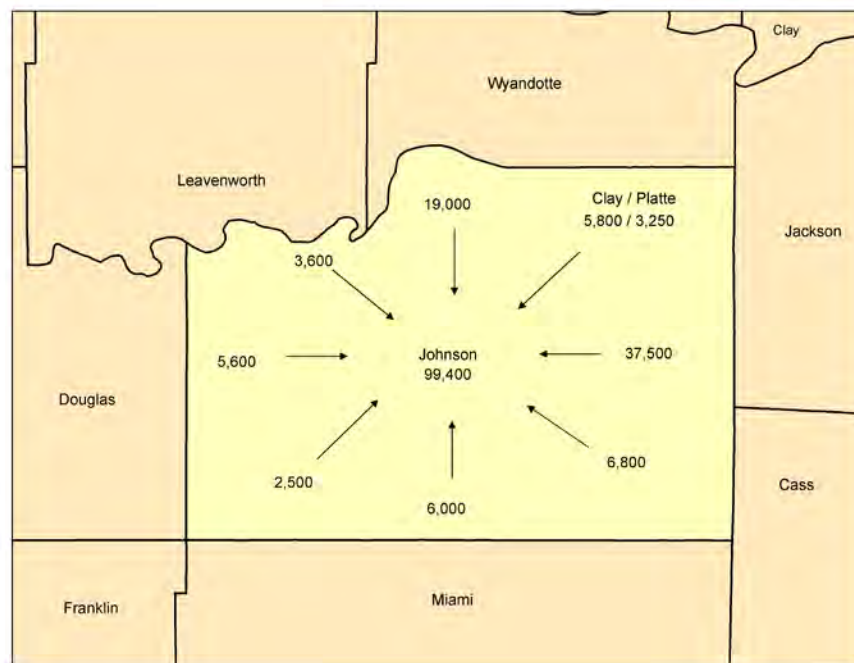 Clay
Wyandotte
Leavenworth
Clay / Platte
5,800 / 3,250
19,000
Jackson
3,600
5,600
Johnson
99,400
37,500
Douglas
2,500
6,000
6,800
Cass
Franklin
Miami